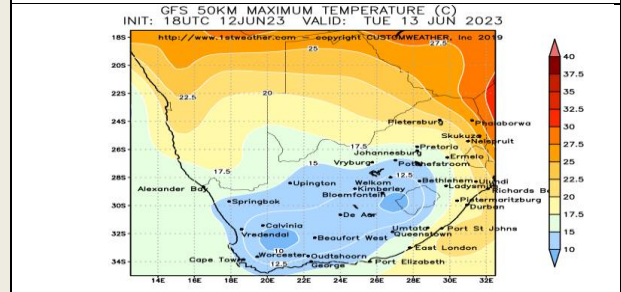 GFS 50KM MAXIMUM TEMPERATURE (C)
INIT: 18UTC 12JUN23 VALID: TUE 13 JUN 2023
http://www.1stweather.com — copyright CUSTOMWEATHER, Inc 2019
18S
20S
22S
24S
26S
28S
30S
32S
34S
14E 16E 18E 20E 22E 24E 26E 28E 30E 32E
25
27.5
22.5
20
17.5
17.5
15
12.5
10
12.5
Pietersburg
Phalaborwa
Skukuza
Nelspruit
Pretoria
Johannesburg
Ermelo
Vryburg
Potchefstroom
Bethlehem
Ulundi
Welkom
Ladysmith
Alexander Bay
Upington
Kimberley
Richards B
Bloemfontein
Springbok
Pietermaritzburg
Durban
De Aar
Calvinia
Umtata
Port St Johns
Vredendal
Queenstown
Beaufort West
East London
Worcester
Oudtshoorn
Cape Town
George
Port Elizabeth
40
37.5
35
32.5
30
27.5
25
22.5
20
17.5
15
12.5
10